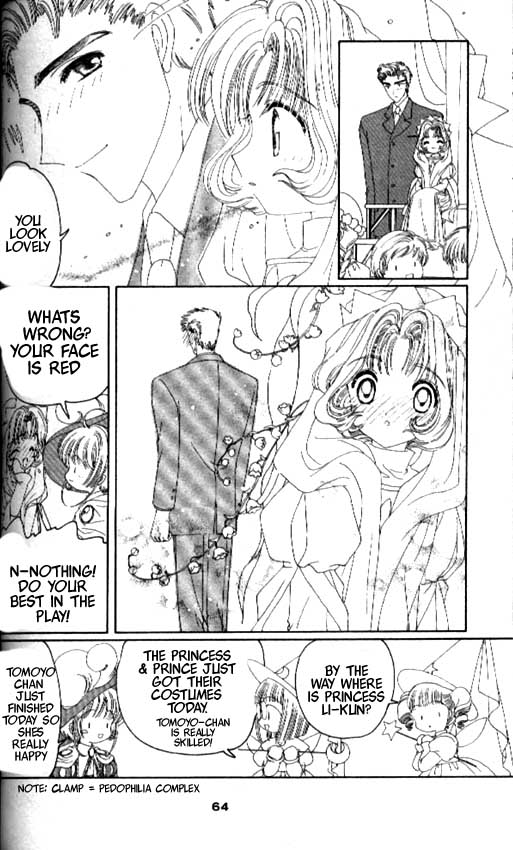 YOU
LOOK
LOVELY
WHATS
WRONG?
YOUR FACE
IS RED
N-NOTHING!
DO YOUR
BEST IN THE
PLAY!
BY THE
WAY WHERE
IS PRINCESS
LI-KUN?
THE PRINCESS
& PRINCE JUST
GOT THEIR
COSTUMES
TODAY.
TOMOYO-CHAN
IS REALLY
SKILLED!
TOMOYO
CHAN
JUST
FINISHED
TODAY SO
SHES
REALLY
HAPPY
NOTE: CLAMP = PEDOPHILIA COMPLEX
64